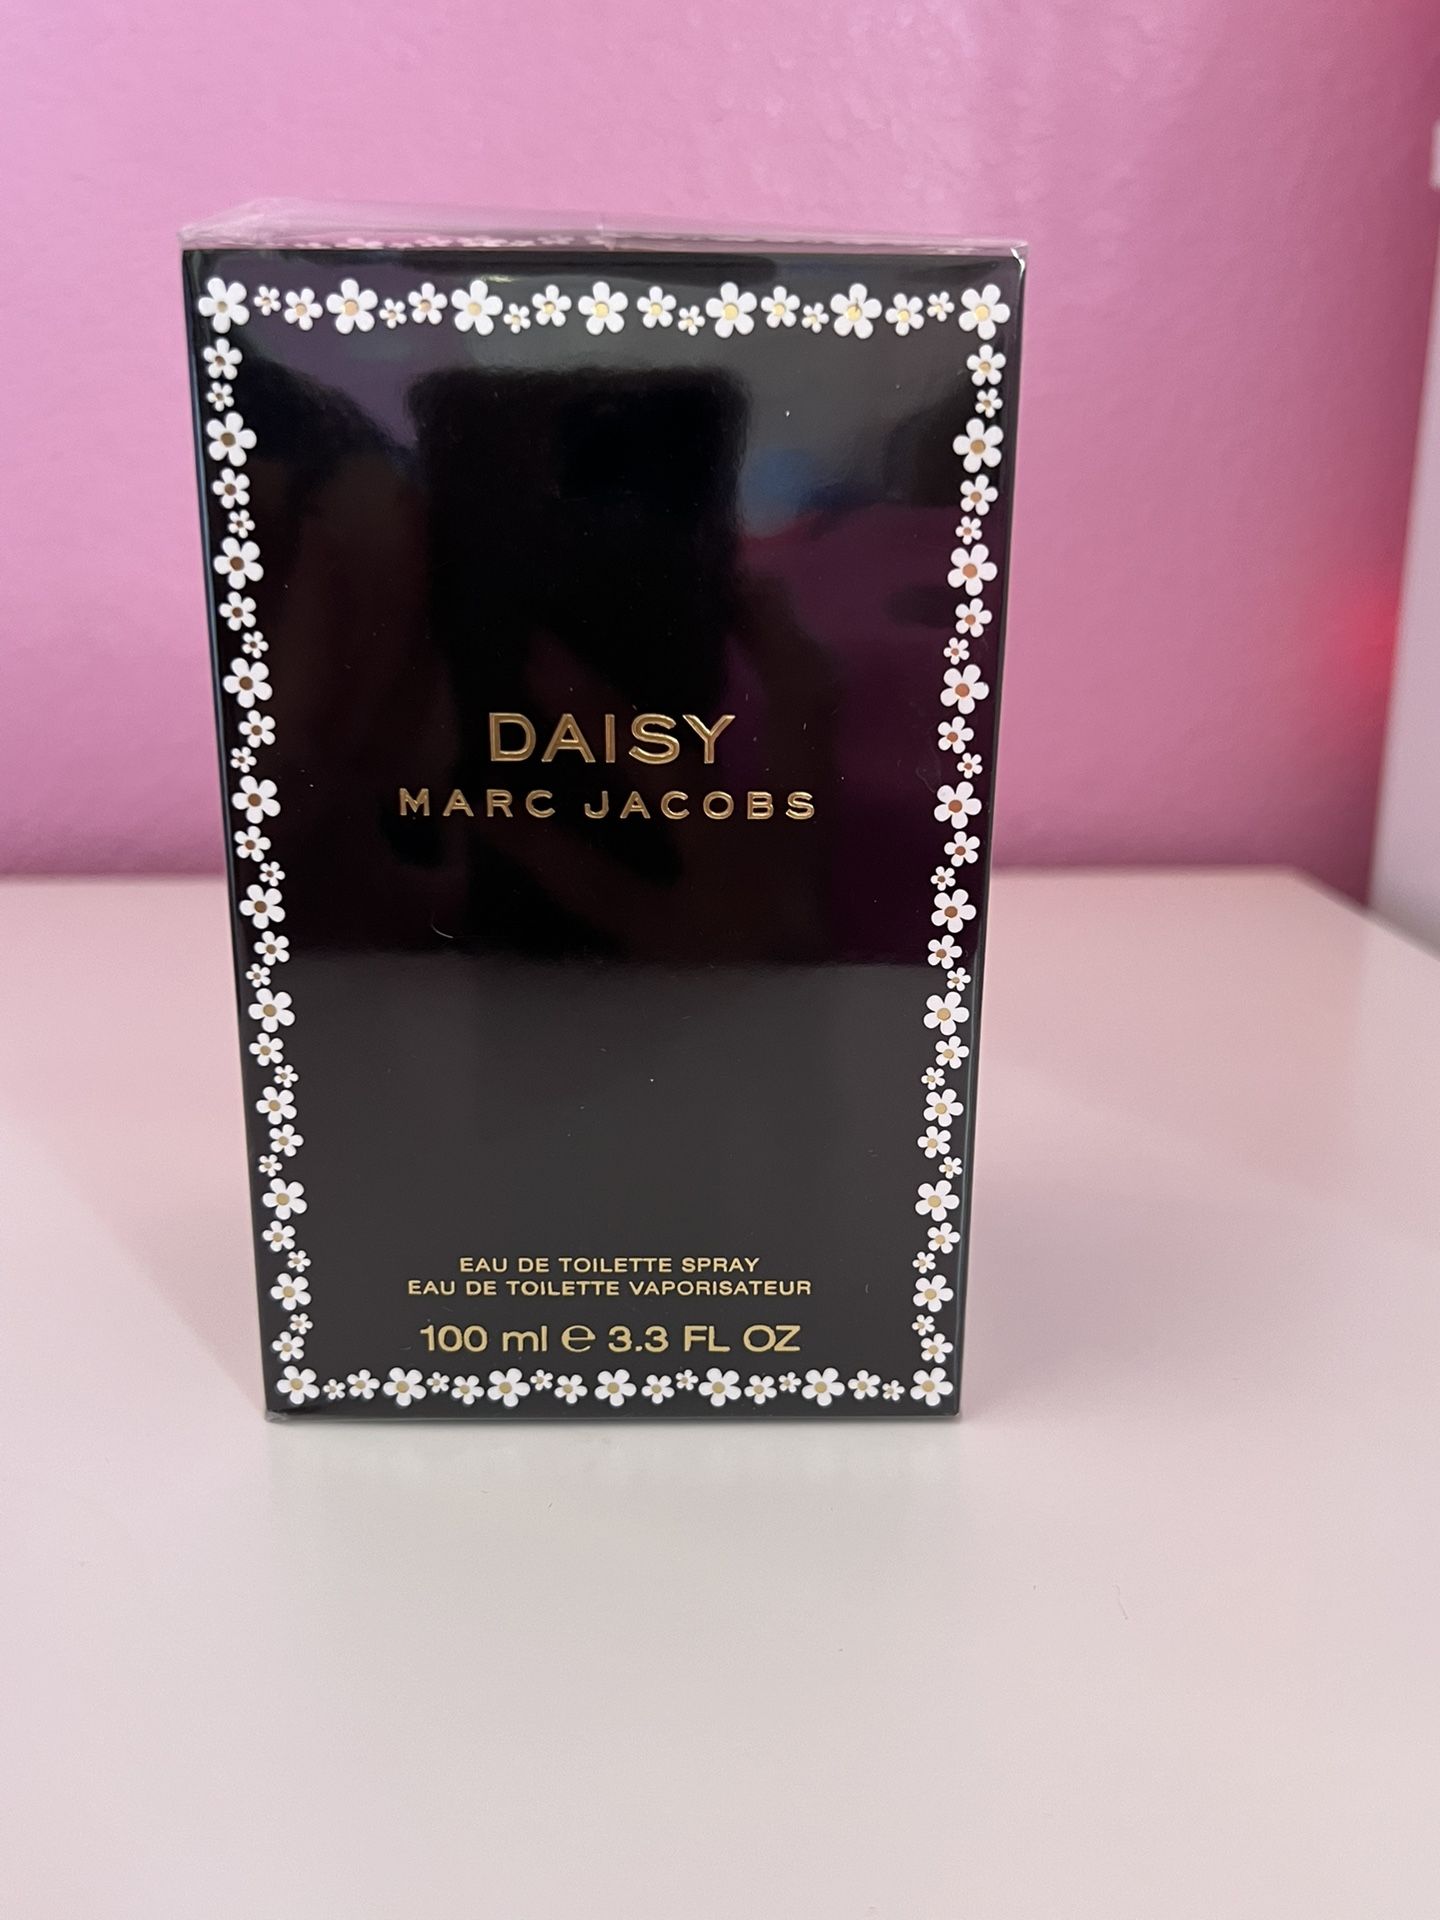 DAISY
MARC JACOBS
EAU DE TOILETTE SPRAY
EAU DE TOILETTE VAPORISATEUR
100 ml ℮ 3.3 FL OZ